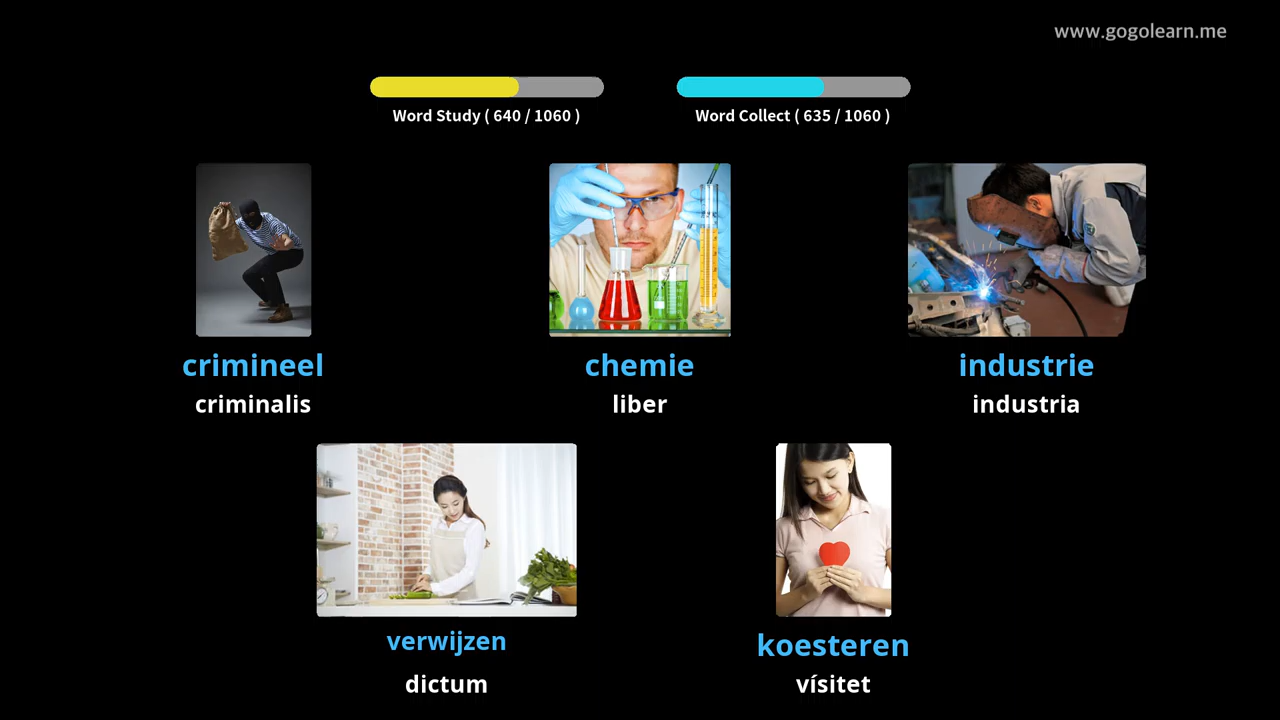 www.gogolearn.me
Word Study ( 640 / 1060 )
Word Collect ( 635 / 1060 )
crimineel
criminalis
chemie
liber
industrie
industria
verwijzen
dictum
koesteren
vísitet